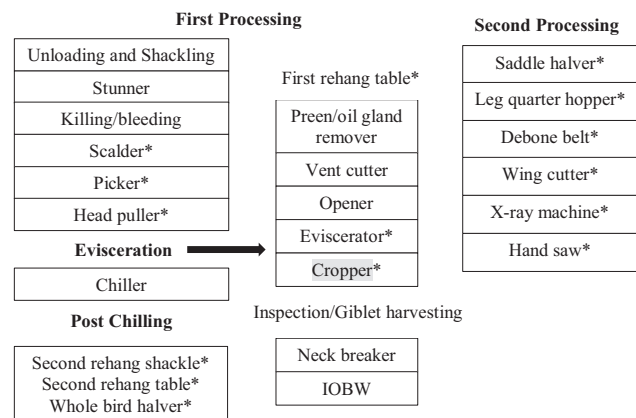 First Processing
Unloading and Shackling
Stunner
Killing/bleeding
Scalder*
Picker*
Head puller*
Evisceration
Chiller
Post Chilling
Second rehang shackle*
Second rehang table*
Whole bird halver*
First rehang table*
Preen/oil gland
remover
Vent cutter
Opener
Eviscerator*
Cropper*
Inspection/Giblet harvesting
Neck breaker
IOBW
Second Processing
Saddle halver*
Leg quarter hopper*
Debone belt*
Wing cutter*
X-ray machine*
Hand saw*